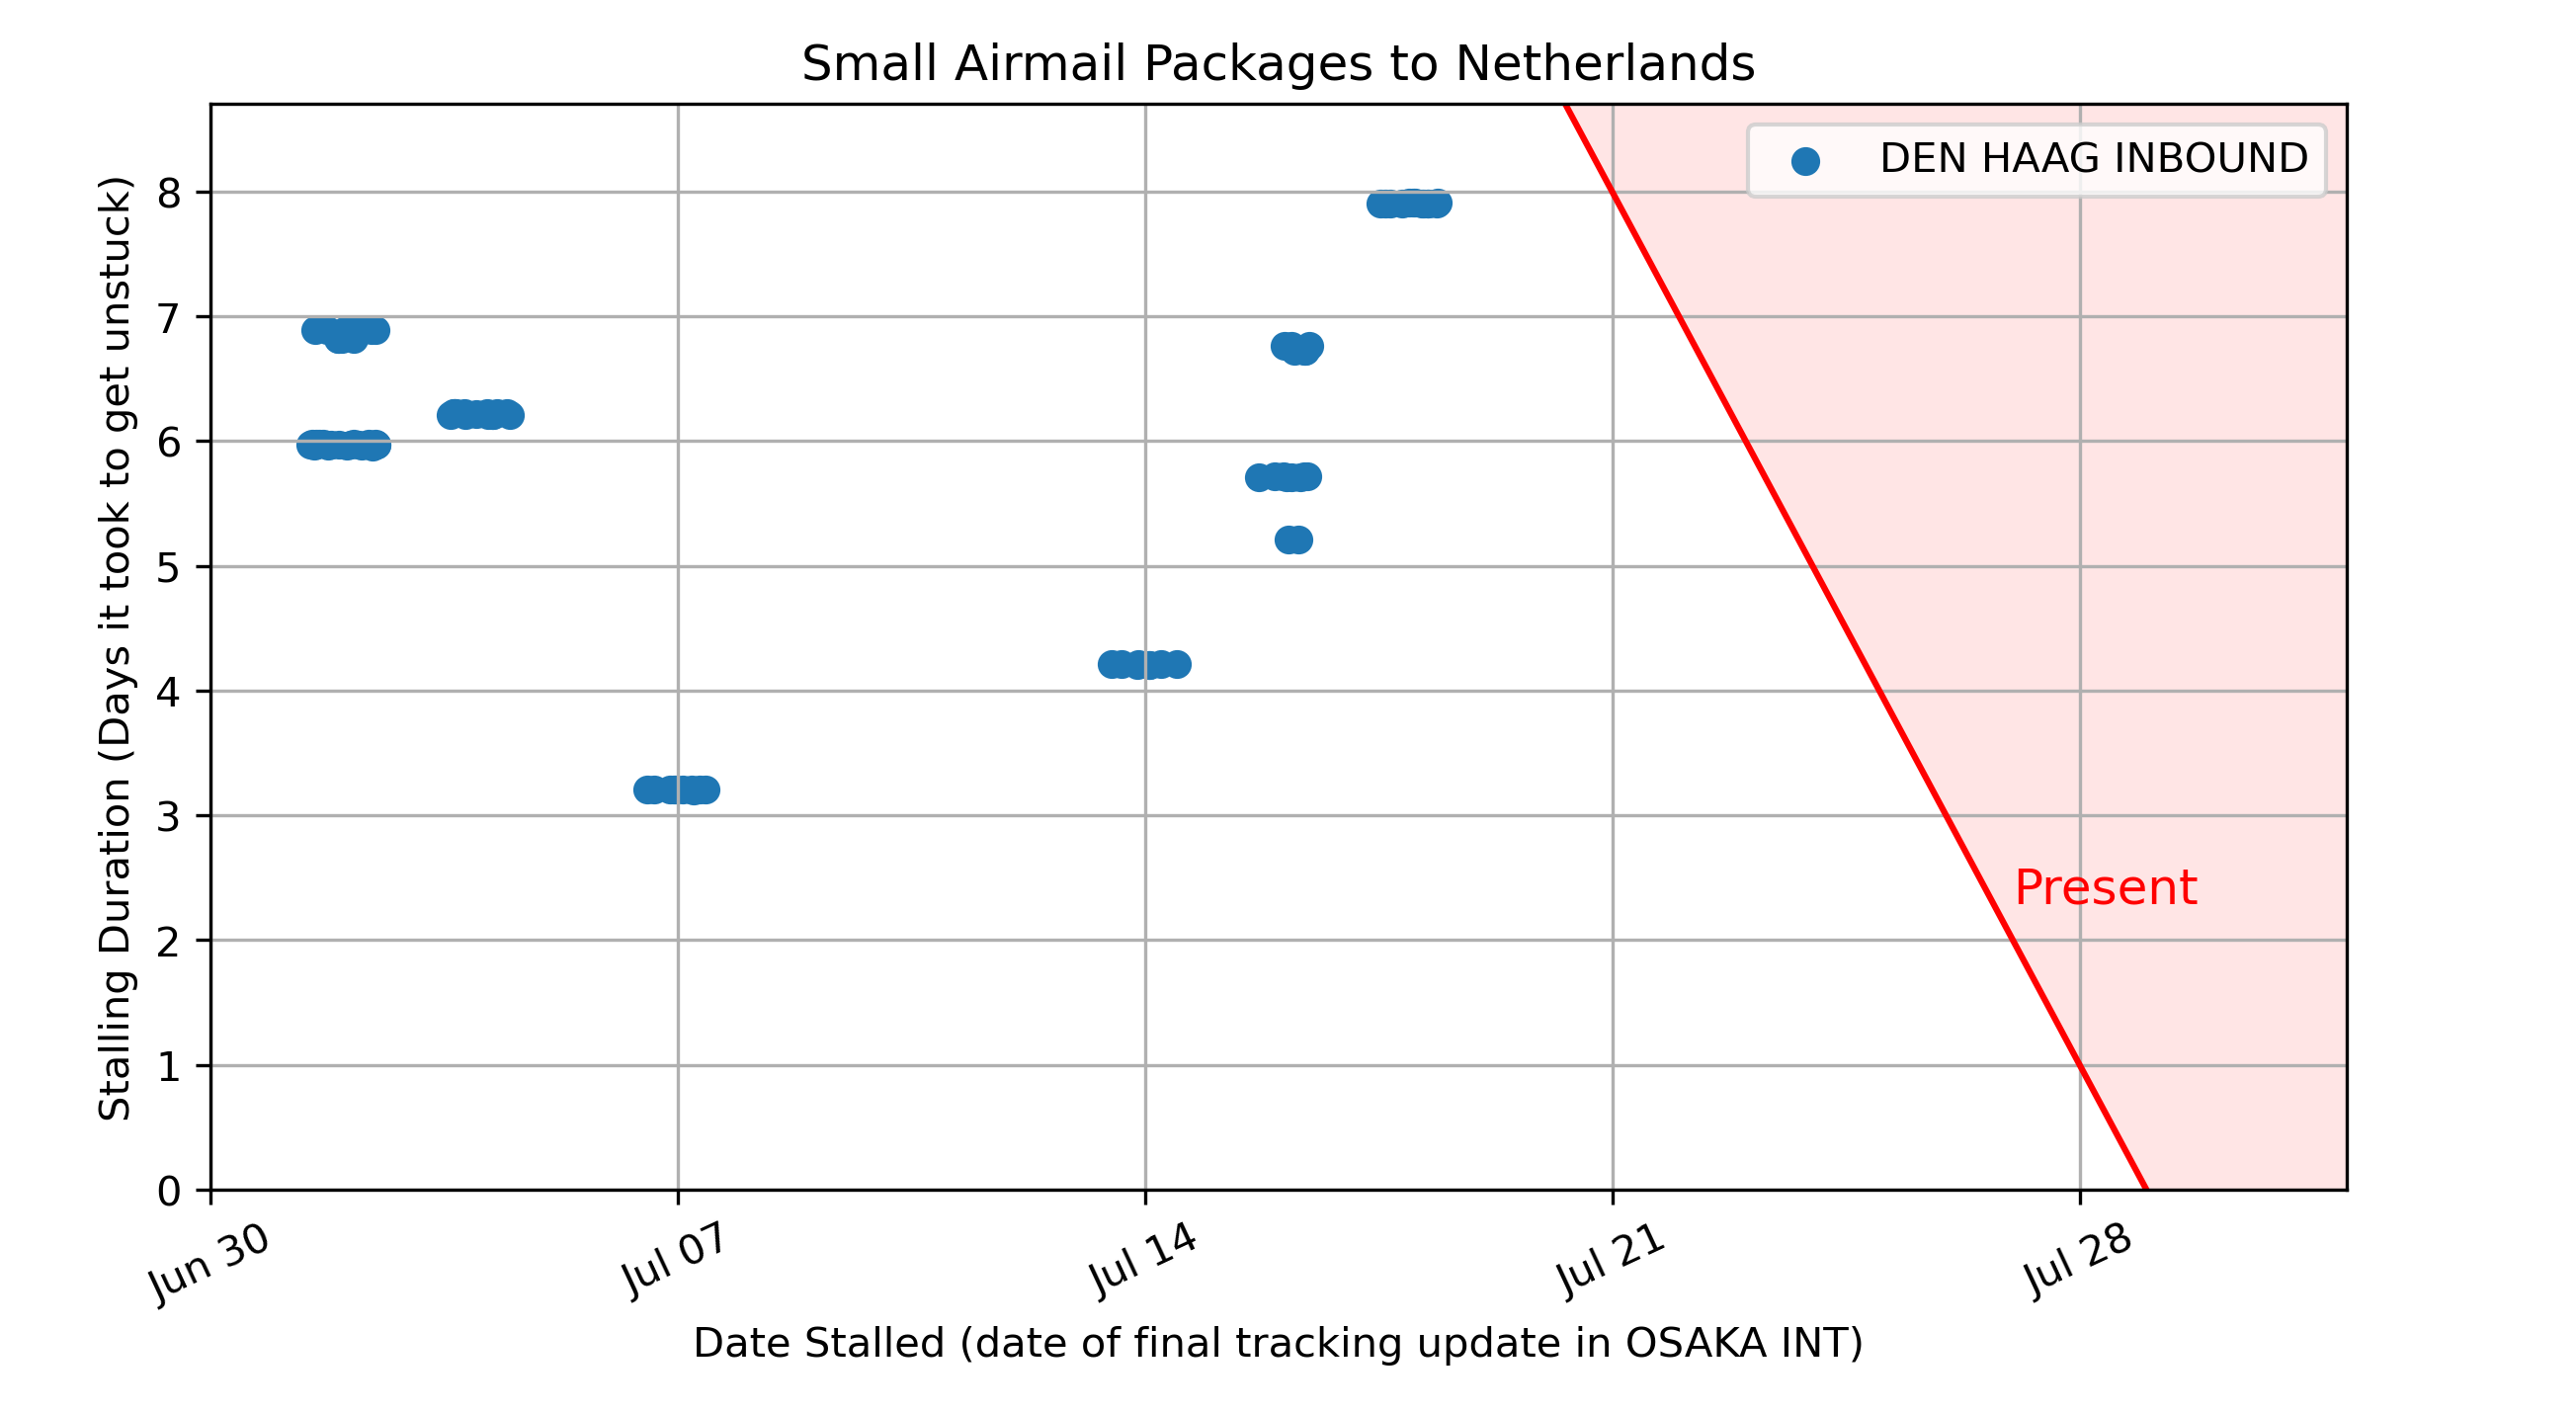 Small Airmail Packages to Netherlands
DEN HAAG INBOUND
Stalling Duration (Days it took to get unstuck)
8
7
6
5
4
3
2
1
0
Present
Jun 30
Jul 07
Jul 14
Jul 21
Jul 28
Date Stalled (date of final tracking update in OSAKA INT)